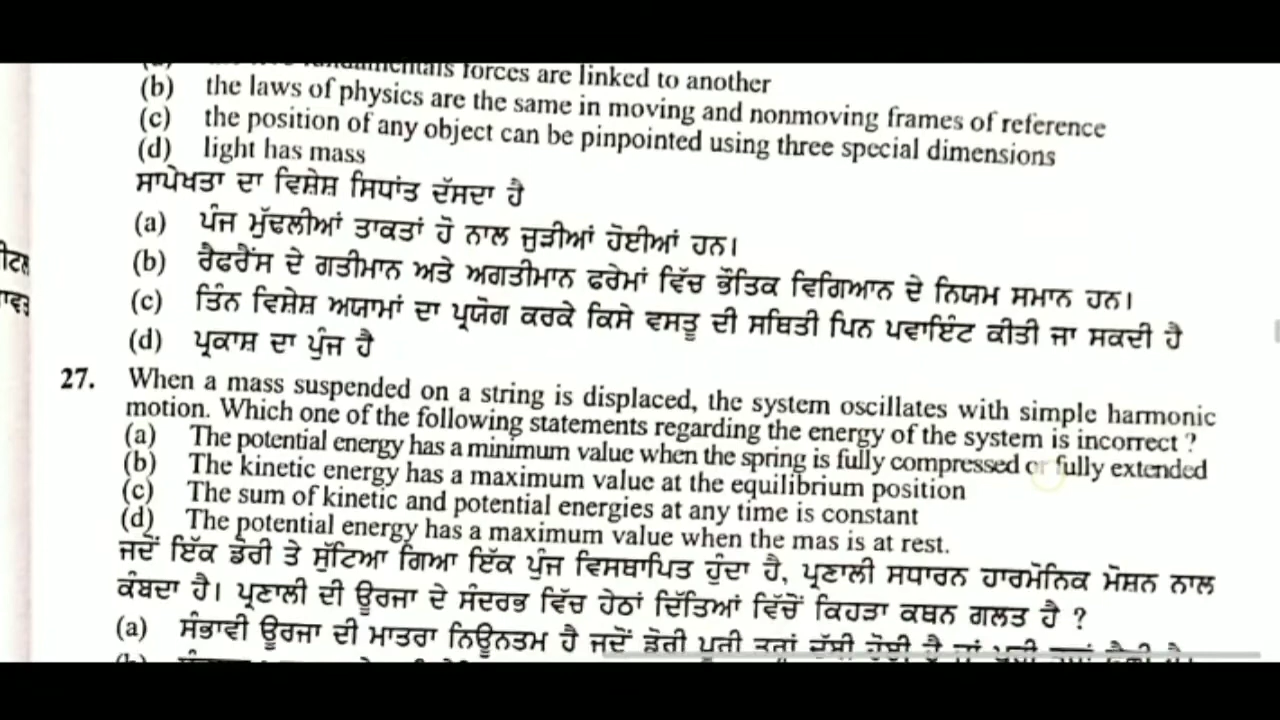 fundamentals forces are linked to another
(b) the laws of physics are the same in moving and nonmoving frames of reference
(c) the position of any object can be pinpointed using three special dimensions
(d) light has mass
ਸਾਪੇਖਤਾ ਦਾ ਵਿਸ਼ੇਸ਼ ਸਿਧਾਂਤ ਦੱਸਦਾ ਹੈ
(a) ਪੰਜ ਮੁੱਢਲੀਆਂ ਤਾਕਤਾਂ ਹੋ ਨਾਲ ਜੁੜੀਆਂ ਹੋਈਆਂ ਹਨ।
(b) ਰੈਫਰੈਂਸ ਦੇ ਗਤੀਮਾਨ ਅਤੇ ਅਗਤੀਮਾਨ ਫਰੇਮਾਂ ਵਿੱਚ ਭੌਤਿਕ ਵਿਗਿਆਨ ਦੇ ਨਿਯਮ ਸਮਾਨ ਹਨ।
(c) ਤਿੰਨ ਵਿਸ਼ੇਸ਼ ਅਯਾਮਾਂ ਦਾ ਪ੍ਰਯੋਗ ਕਰਕੇ ਕਿਸੇ ਵਸਤੂ ਦੀ ਸਥਿਤੀ ਪਿਨ ਪਵਾਇੰਟ ਕੀਤੀ ਜਾ ਸਕਦੀ ਹੈ
(d) ਪ੍ਰਕਾਸ਼ ਦਾ ਪੁੰਜ ਹੈ
27. When a mass suspended on a string is displaced, the system oscillates with simple harmonic
motion. Which one of the following statements regarding the energy of the system is incorrect ?
(a) The potential energy has a minimum value when the spring is fully compressed or fully extended
(b) The kinetic energy has a maximum value at the equilibrium position
(c) The sum of kinetic and potential energies at any time is constant
(d) The potential energy has a maximum value when the mas is at rest.
ਜਦੋਂ ਇੱਕ ਡੋਰੀ ਤੇ ਸੁੱਟਿਆ ਗਿਆ ਇੱਕ ਪੁੰਜ ਵਿਸਥਾਪਿਤ ਹੁੰਦਾ ਹੈ, ਪ੍ਰਣਾਲੀ ਸਧਾਰਨ ਹਾਰਮੋਨਿਕ ਮੋਸ਼ਨ ਨਾਲ
ਕੰਬਦਾ ਹੈ। ਪ੍ਰਣਾਲੀ ਦੀ ਊਰਜਾ ਦੇ ਸੰਦਰਭ ਵਿੱਚ ਹੇਠਾਂ ਦਿੱਤਿਆਂ ਵਿੱਚੋਂ ਕਿਹੜਾ ਕਥਨ ਗਲਤ ਹੈ ?
(a) ਸੰਭਾਵੀ ਊਰਜਾ ਦੀ ਮਾਤਰਾ ਨਿਊਨਤਮ ਹੈ ਜਦੋਂ ਡੋਰੀ ਪੂਰੀ ਤਰ੍ਹਾਂ ਦੱਬੀ ਹੋਈ ਹੈ ਜਾਂ